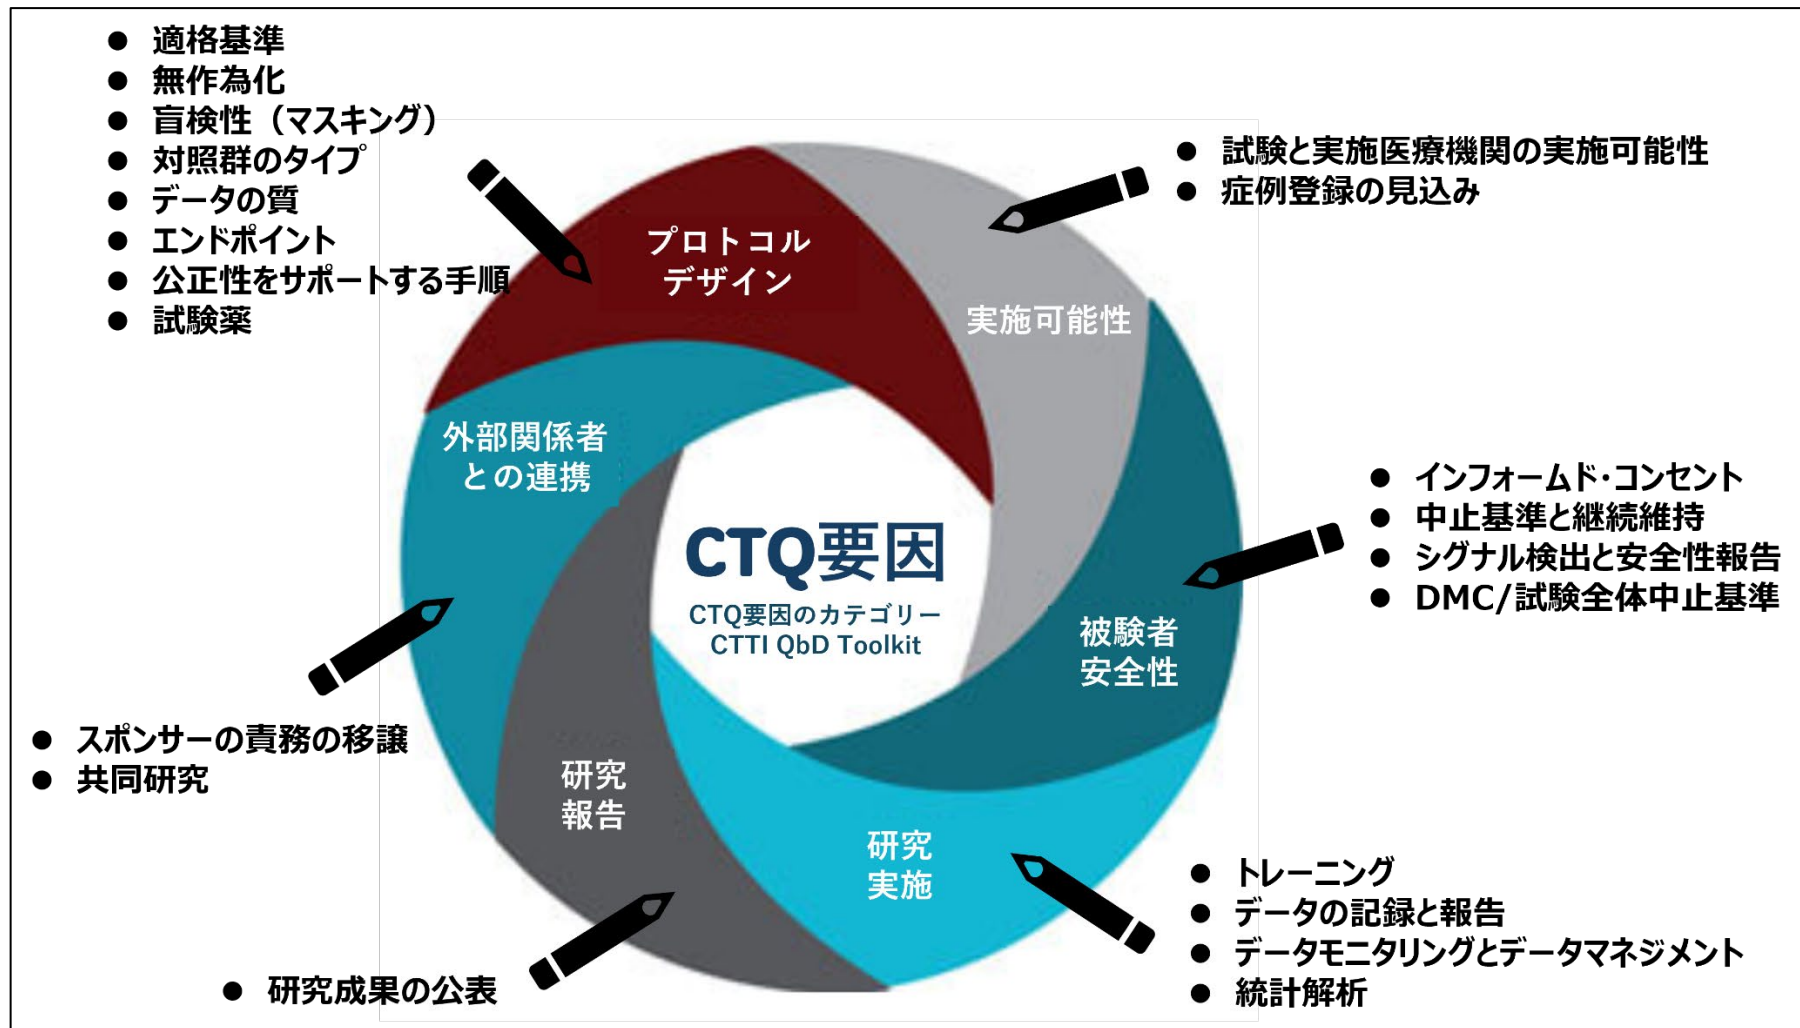 ● 適格基準
● 無作為化
● 盲検性（マスキング）
● 対照群のタイプ
● データの質
● エンドポイント
● 公正性をサポートする手順
● 試験薬
● 試験と実施医療機関の実施可能性
● 症例登録の見込み
プロトコル
デザイン
実施可能性
外部関係者
との連携
● インフォームド・コンセント
● 中止基準と継続維持
● シグナル検出と安全性報告
● DMC/試験全体中止基準
CTQ要因
CTQ要因のカテゴリー
CTTI QbD Toolkit
被験者
安全性
● スポンサーの責務の移譲
● 共同研究
研究
報告
研究
実施
● トレーニング
● データの記録と報告
● データモニタリングとデータマネジメント
● 統計解析
● 研究成果の公表